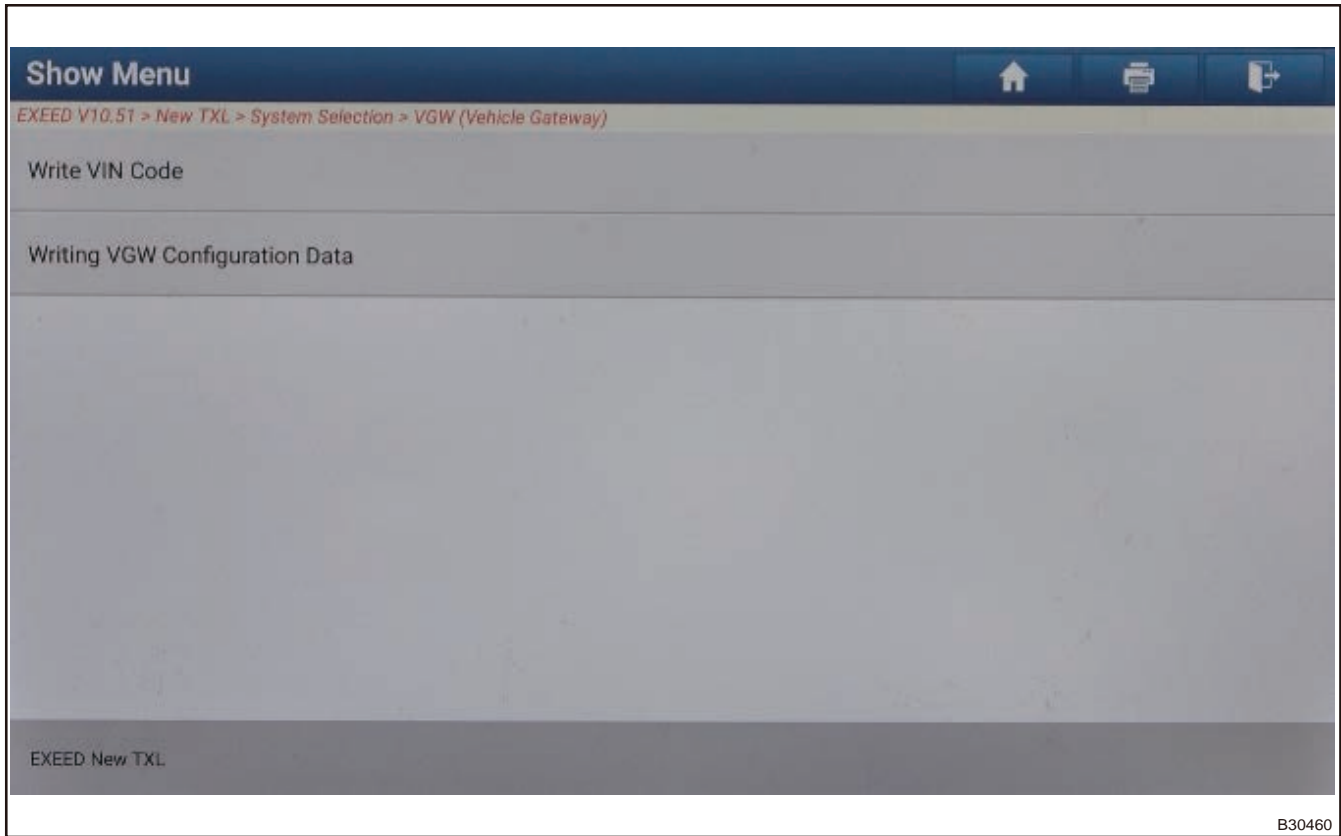 Show Menu
EXEED V10.51 > New TXL > System Selection > VGW (Vehicle Gateway)
Write VIN Code
Writing VGW Configuration Data
EXEED New TXL
B30460